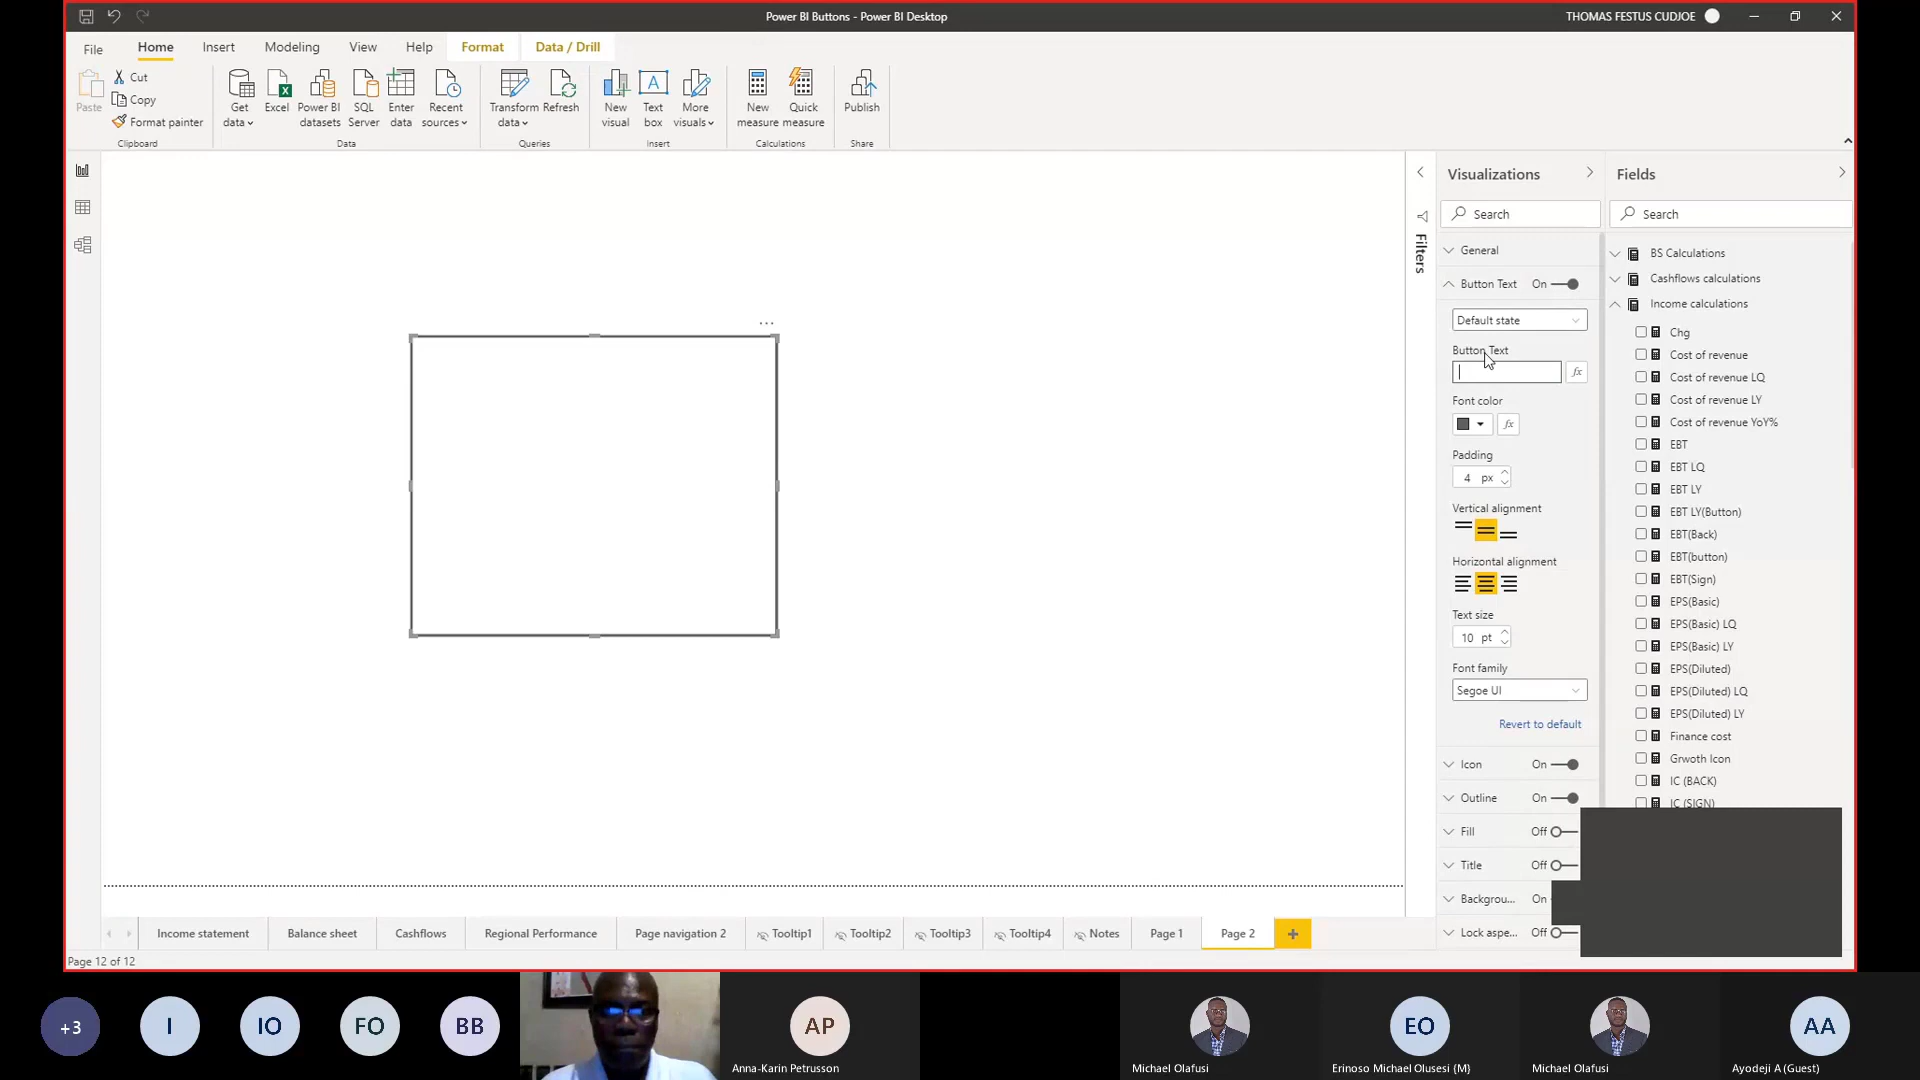 Power BI Buttons - Power BI Desktop
THOMAS FESTUS CUDJOE
File Home Insert Modeling View Help Format Data / Drill
Paste
Cut
Copy
Format painter
Clipboard
Get data
Excel
Power BI datasets
SQL Server
Enter data
Recent sources
Data
Transform data
Refresh
Queries
New visual
A
Text box
More visuals
Insert
New measure
Quick measure
Calculations
Publish
Share
Filters
Visualizations
Search
General
Button Text On
Default state
Button Text
fx
Font color
fx
Padding
4 px
Vertical alignment
Horizontal alignment
Text size
10 pt
Font family
Segoe UI
Revert to default
Icon On
Outline On
Fill Off
Title Off
Backgrou... On
Lock aspe... Off
Fields
Search
BS Calculations
Cashflows calculations
Income calculations
Chg
Cost of revenue
Cost of revenue LQ
Cost of revenue LY
Cost of revenue YoY%
EBT
EBT LQ
EBT LY
EBT LY(Button)
EBT(Back)
EBT(button)
EBT(Sign)
EPS(Basic)
EPS(Basic) LQ
EPS(Basic) LY
EPS(Diluted)
EPS(Diluted) LQ
EPS(Diluted) LY
Finance cost
Grwoth Icon
IC (BACK)
IC (SIGN)
Income statement Balance sheet Cashflows Regional Performance Page navigation 2 Tooltip1 Tooltip2 Tooltip3 Tooltip4 Notes Page 1 Page 2
Page 12 of 12
+3 I IO FO BB AP EO AA
Anna-Karin Petrusson Michael Olafusi Erinoso Michael Olusesi (M) Michael Olafusi Ayodeji A (Guest)